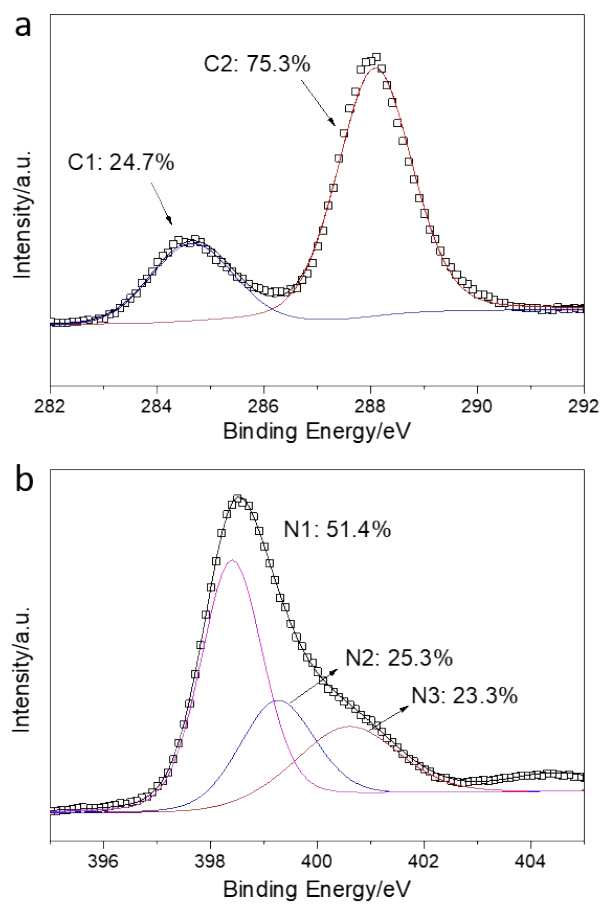 a
C2: 75.3%
C1: 24.7%
Intensity/a.u.
282 284 286 288 290 292
Binding Energy/eV
b
N1: 51.4%
N2: 25.3%
N3: 23.3%
Intensity/a.u.
396 398 400 402 404
Binding Energy/eV